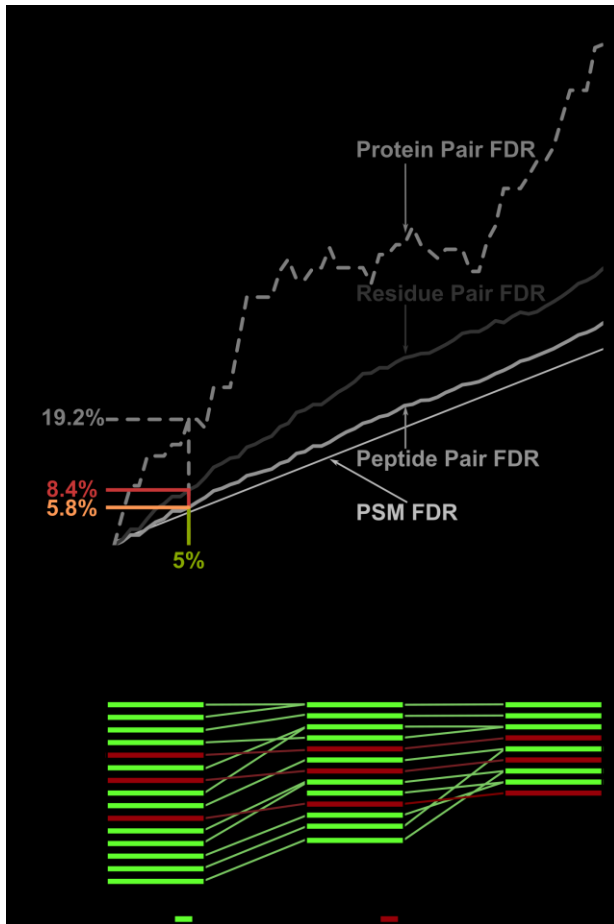 Protein Pair FDR
Residue Pair FDR
19.2%
Peptide Pair FDR
8.4%
5.8%
PSM FDR
5%